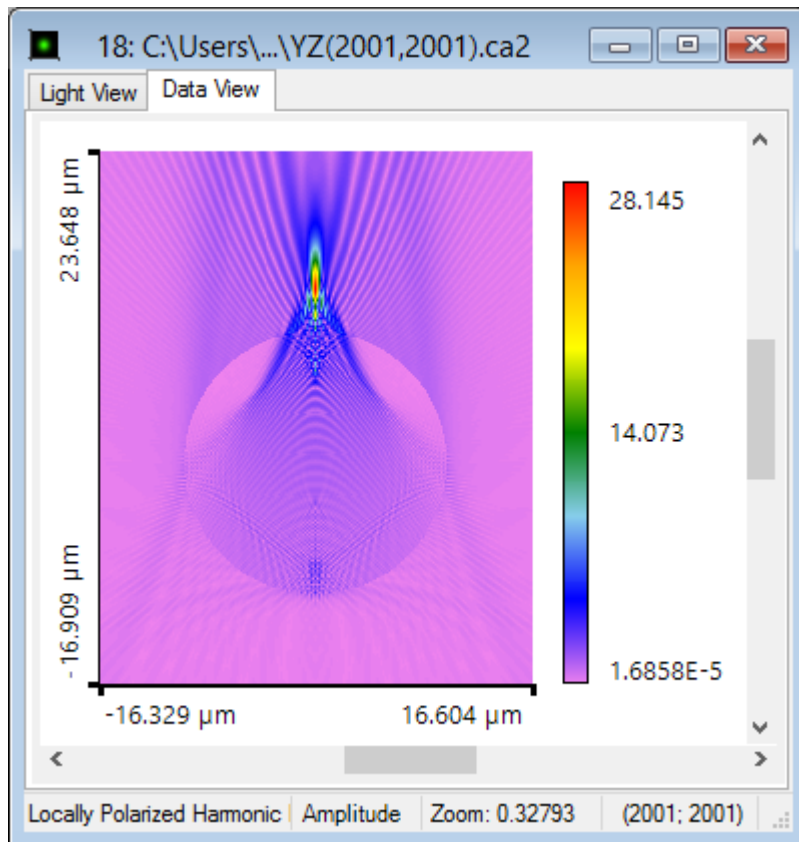 18: C:\Users\...\YZ(2001,2001).ca2
Light View
Data View
23.648 µm
-16.909 µm
-16.329 µm
16.604 µm
28.145
14.073
1.6858E-5
Locally Polarized Harmonic
Amplitude
Zoom: 0.32793
(2001; 2001)